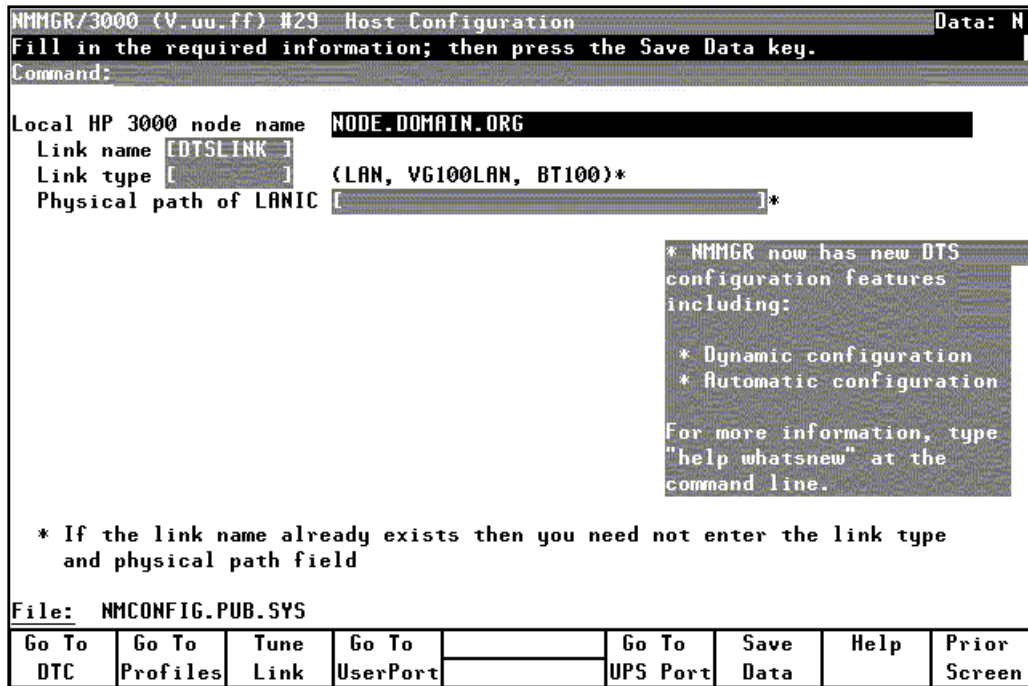 NMMGR/3000 (V.uu.ff) #29 Host Configuration Data: N
Fill in the required information; then press the Save Data key.
Command:
Local HP 3000 node name NODE.DOMAIN.ORG
Link name [DTSLINK ]
Link type [ ] (LAN, VG100LAN, BT100)*
Physical path of LANIC [ ]*
* NMMGR now has new DTS
configuration features
including:
* Dynamic configuration
* Automatic configuration
For more information, type
"help whatsnew" at the
command line.
* If the link name already exists then you need not enter the link type
and physical path field
File: NMCONFIG.PUB.SYS
Go To Go To Tune Go To Go To Save Help Prior
DTC Profiles Link UserPort UPS Port Data Screen